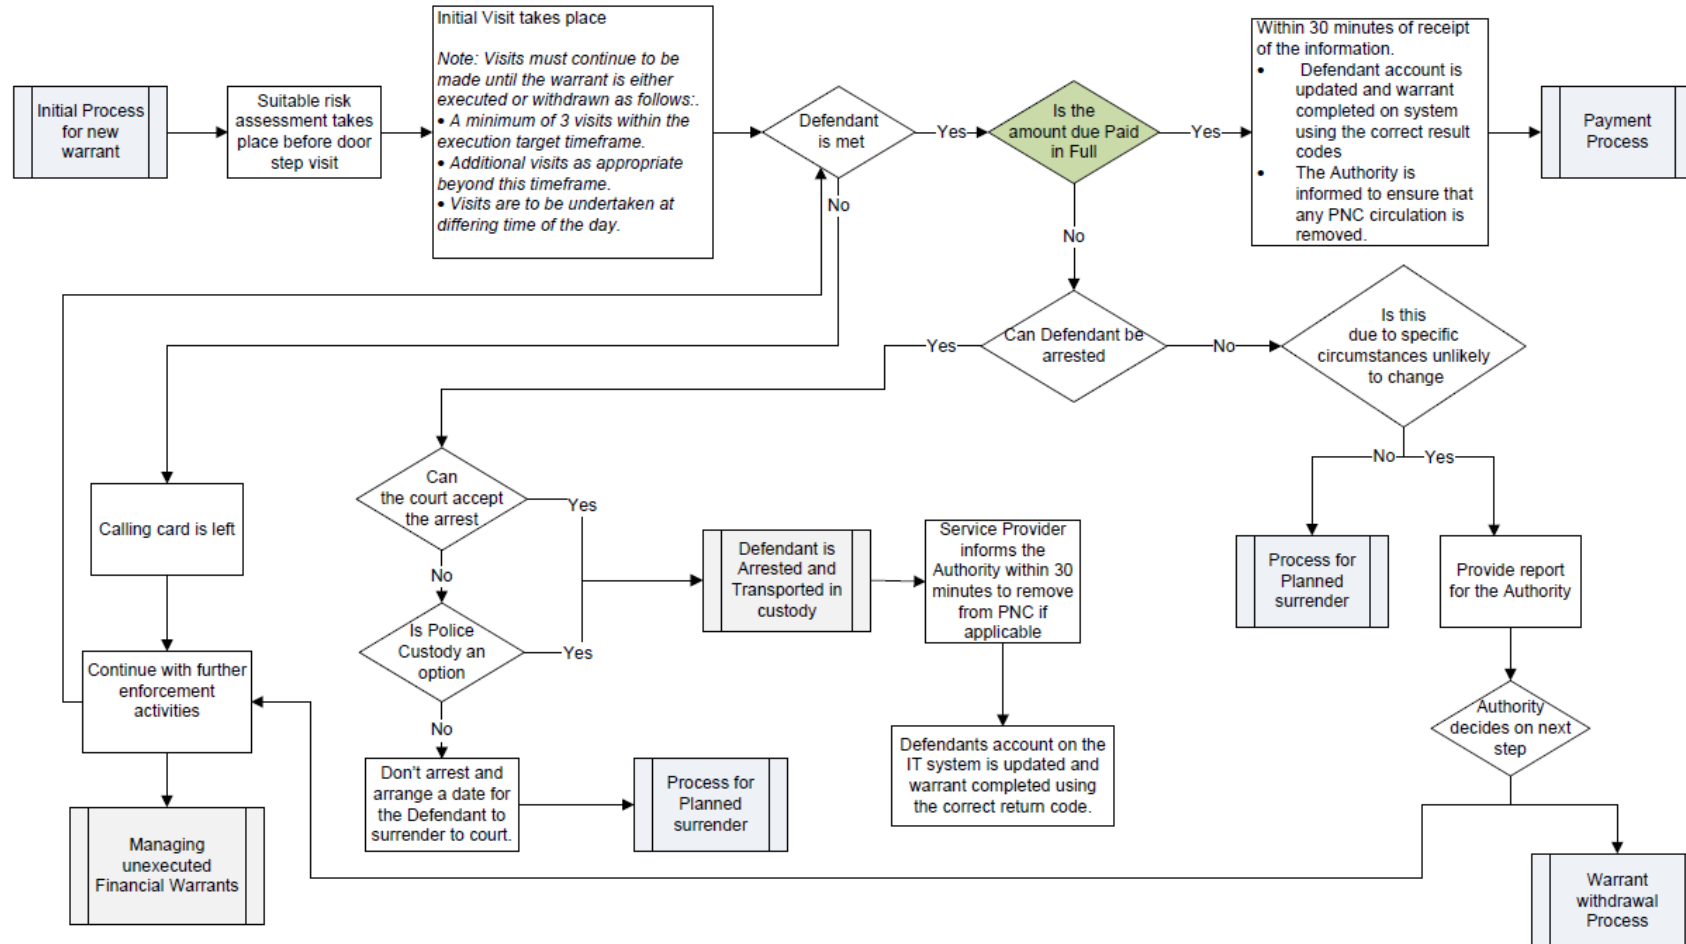 Initial Process
for new
warrant
Suitable risk
assessment takes
place before door
step visit
Initial Visit takes place
Note: Visits must continue to be
made until the warrant is either
executed or withdrawn as follows:.
• A minimum of 3 visits within the
execution target timeframe.
• Additional visits as appropriate
beyond this timeframe.
• Visits are to be undertaken at
differing time of the day.
Defendant
is met
Yes
No
Is the
amount due Paid
in Full
Yes
No
Within 30 minutes of receipt
of the information.
• Defendant account is
updated and warrant
completed on system
using the correct result
codes
• The Authority is
informed to ensure that
any PNC circulation is
removed.
Payment
Process
Can Defendant be
arrested
Yes
No
Is this
due to specific
circumstances unlikely
to change
No
Yes
Calling card is left
Can
the court accept
the arrest
Yes
No
Is Police
Custody an
option
Yes
No
Defendant is
Arrested and
Transported in
custody
Service Provider
informs the
Authority within 30
minutes to remove
from PNC if
applicable
Process for
Planned
surrender
Provide report
for the Authority
Continue with further
enforcement
activities
Authority
decides on next
step
Don't arrest and
arrange a date for
the Defendant to
surrender to court.
Process for
Planned
surrender
Defendants account on the
IT system is updated and
warrant completed using
the correct return code.
Managing
unexecuted
Financial Warrants
Warrant
withdrawal
Process